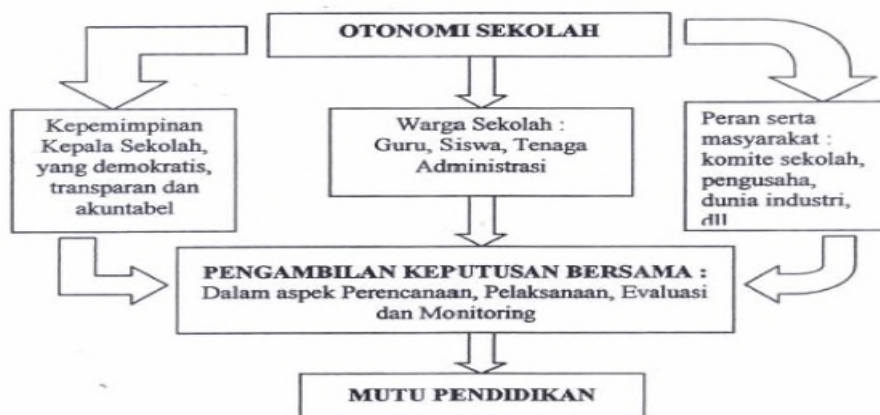 OTONOMI SEKOLAH
Kepemimpinan
Kepala Sekolah,
yang demokratis,
transparan dan
akuntabel
Warga Sekolah :
Guru, Siswa, Tenaga
Administrasi
Peran serta
masyarakat :
komite sekolah,
pengusaha,
dunia industri,
dll
PENGAMBILAN KEPUTUSAN BERSAMA :
Dalam aspek Perencanaan, Pelaksanaan, Evaluasi
dan Monitoring
MUTU PENDIDIKAN